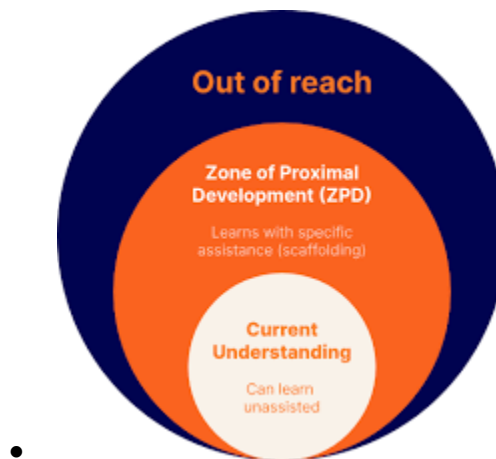 Out of reach
Zone of Proximal
Development (ZPD)
Learns with specific
assistance (scaffolding)
Current
Understanding
Can learn
unassisted